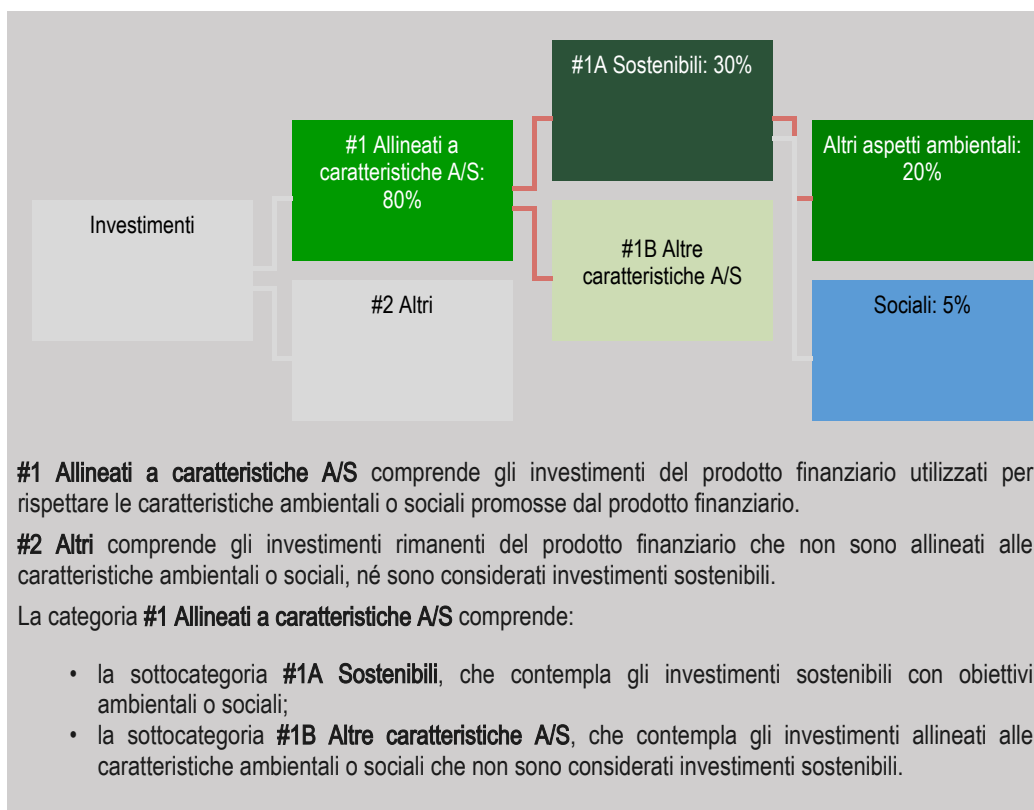 #1A Sostenibili: 30%
#1 Allineati a
caratteristiche A/S:
80%
Altri aspetti ambientali:
20%
Investimenti
#1B Altre
caratteristiche A/S
#2 Altri
Sociali: 5%
#1 Allineati a caratteristiche A/S comprende gli investimenti del prodotto finanziario utilizzati per
rispettare le caratteristiche ambientali o sociali promosse dal prodotto finanziario.
#2 Altri comprende gli investimenti rimanenti del prodotto finanziario che non sono allineati alle
caratteristiche ambientali o sociali, né sono considerati investimenti sostenibili.
La categoria #1 Allineati a caratteristiche A/S comprende:
• la sottocategoria #1A Sostenibili, che contempla gli investimenti sostenibili con obiettivi
ambientali o sociali;
• la sottocategoria #1B Altre caratteristiche A/S, che contempla gli investimenti allineati alle
caratteristiche ambientali o sociali che non sono considerati investimenti sostenibili.